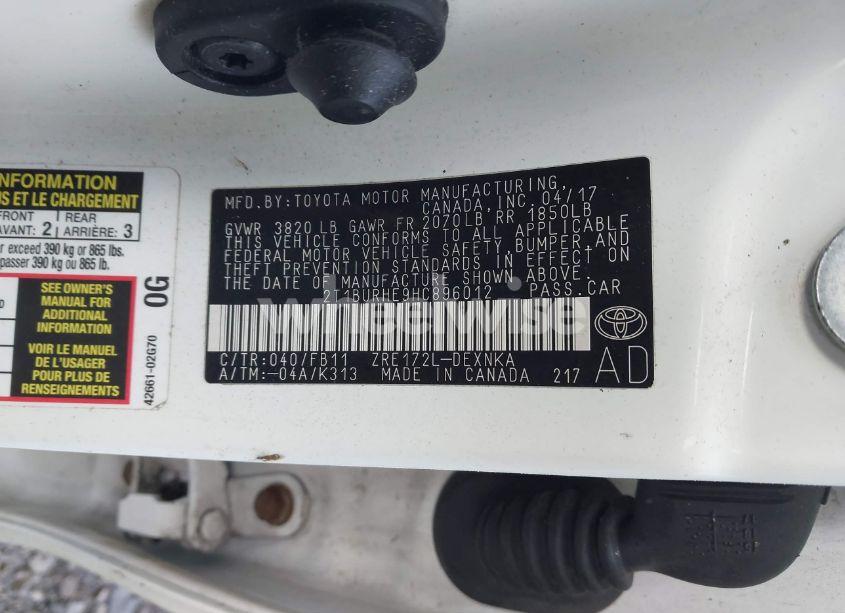 INFORMATION
US ET LE CHARGEMENT
FRONT
AVANT: 2
REAR
ARRIÈRE: 3
exceed 390 kg or 865 lbs.
passer 390 kg ou 865 lb.
SEE OWNER'S
MANUAL FOR
ADDITIONAL
INFORMATION
VOIR LE MANUEL
DE L'USAGER
POUR PLUS DE
RENSEIGNEMENTS
0G
42661-02G70
MFD.BY:TOYOTA MOTOR MANUFACTURING,
CANADA,INC. 04/17
GVWR 3820 LB GAWR FR 2070LB RR 1850LB
THIS VEHICLE CONFORMS TO ALL APPLICABLE
FEDERAL MOTOR VEHICLE SAFETY,BUMPER,AND
THEFT PREVENTION STANDARDS IN EFFECT ON
THE DATE OF MANUFACTURE SHOWN ABOVE.
2T1BURHE9HC896012 PASS.CAR
wheelwise
C/TR:040/FB11 ZRE172L-DEXNKA
A/TM:-04A/K313 MADE IN CANADA 217
AD